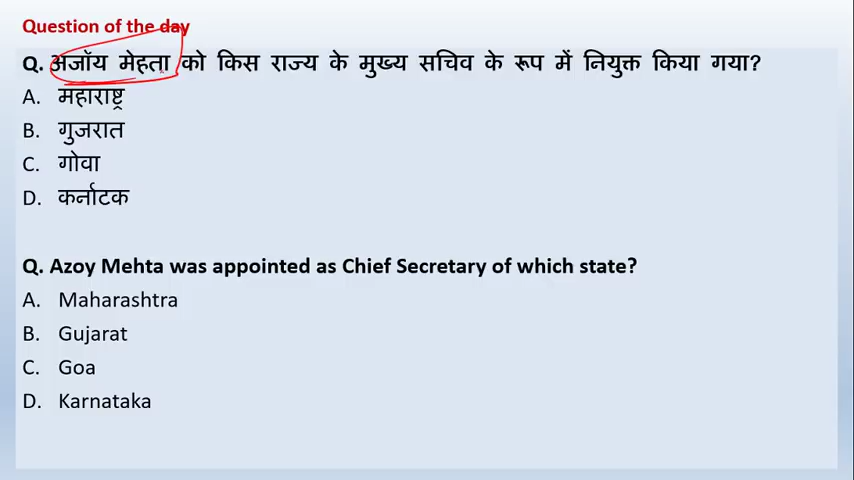 Question of the day
Q. अजॉय मेहता को किस राज्य के मुख्य सचिव के रूप में नियुक्त किया गया?
A. महाराष्ट्र
B. गुजरात
C. गोवा
D. कर्नाटक
Q. Azoy Mehta was appointed as Chief Secretary of which state?
A. Maharashtra
B. Gujarat
C. Goa
D. Karnataka